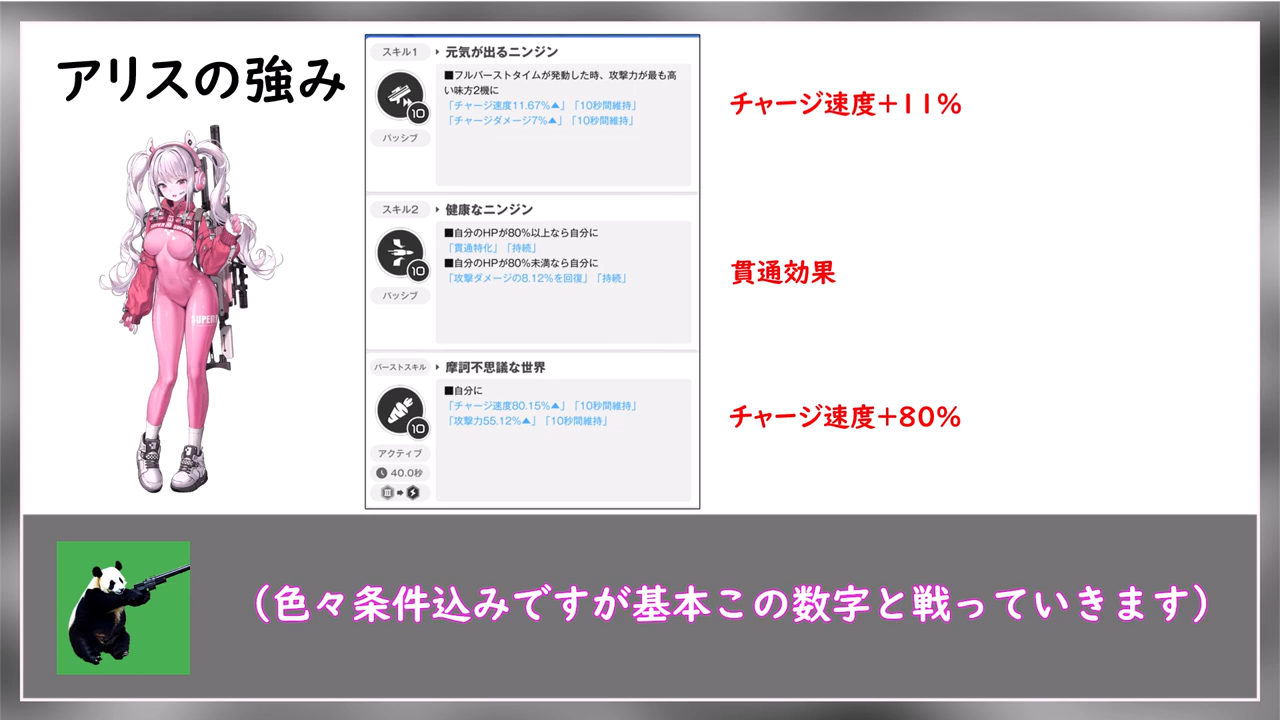 アリスの強み
スキル1
元気が出るニンジン
■フルバーストタイムが発動した時、攻撃力が最も高
い味方2機に
「チャージ速度11.67%▲」「10秒間維持」
「チャージダメージ7%▲」「10秒間維持」
10
パッシブ
チャージ速度+11%
スキル2
健康なニンジン
■自分のHPが80%以上なら自分に
「貫通特化」「持続」
■自分のHPが80%未満なら自分に
「攻撃ダメージの8.12%を回復」「持続」
10
パッシブ
貫通効果
SUPER
バーストスキル
摩訶不思議な世界
■自分に
「チャージ速度80.15%▲」「10秒間維持」
「攻撃力55.12%▲」「10秒間維持」
10
アクティブ
40.0秒
III
チャージ速度+80%
(色々条件込みですが基本この数字と戦っていきます)